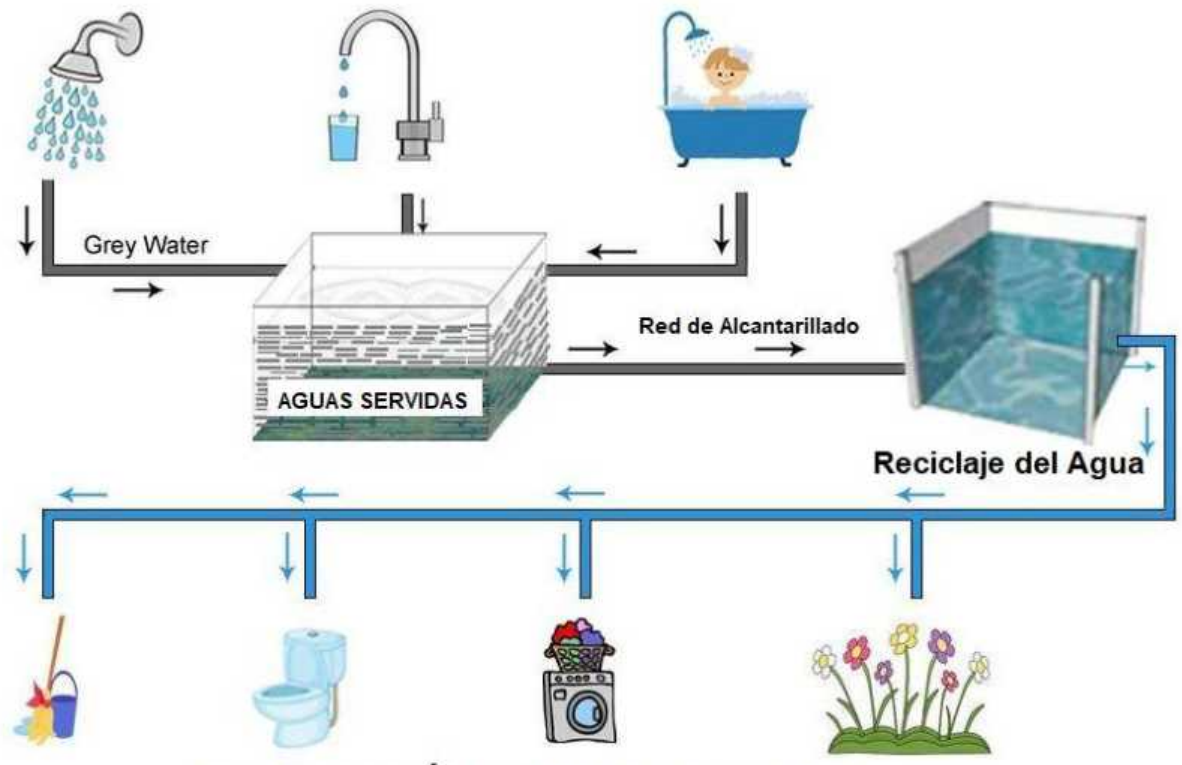 Grey Water
Red de Alcantarillado
AGUAS SERVIDAS
Reciclaje del Agua